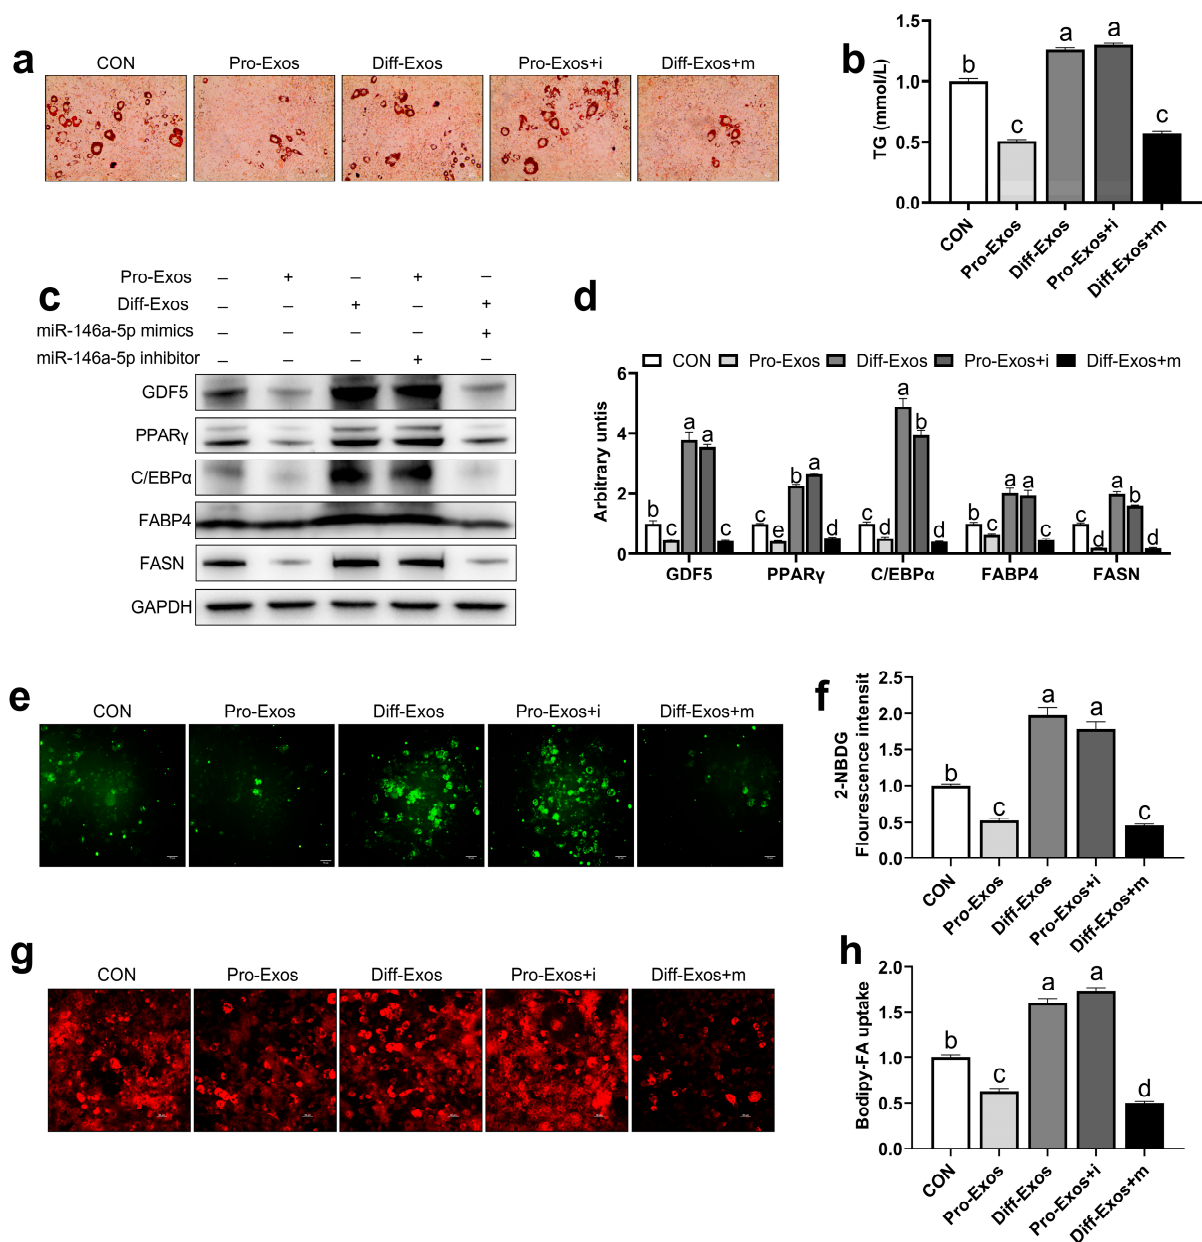 a
CON Pro-Exos Diff-Exos Pro-Exos+i Diff-Exos+m
b
TG (mmol/L)
1.5
1.0
0.5
0.0
b c a a c
CON Pro-Exos Diff-Exos Pro-Exos+i Diff-Exos+m
c
Pro-Exos – + – + –
Diff-Exos – – + – +
miR-146a-5p mimics – – – – +
miR-146a-5p inhibitor – – – + –
GDF5
PPARγ
C/EBPα
FABP4
FASN
GAPDH
d
CON Pro-Exos Diff-Exos Pro-Exos+i Diff-Exos+m
Arbitrary untis
6
4
2
0
b c a a c
c e b a d
c d a b d
b c a a c
c d a b d
GDF5 PPARγ C/EBPα FABP4 FASN
e
CON Pro-Exos Diff-Exos Pro-Exos+i Diff-Exos+m
f
2-NBDG
Flourescence intensit
2.5
2.0
1.5
1.0
0.5
0.0
b c a a c
CON Pro-Exos Diff-Exos Pro-Exos+i Diff-Exos+m
g
CON Pro-Exos Diff-Exos Pro-Exos+i Diff-Exos+m
h
Bodipy-FA uptake
2.0
1.5
1.0
0.5
0.0
b c a a d
CON Pro-Exos Diff-Exos Pro-Exos+i Diff-Exos+m